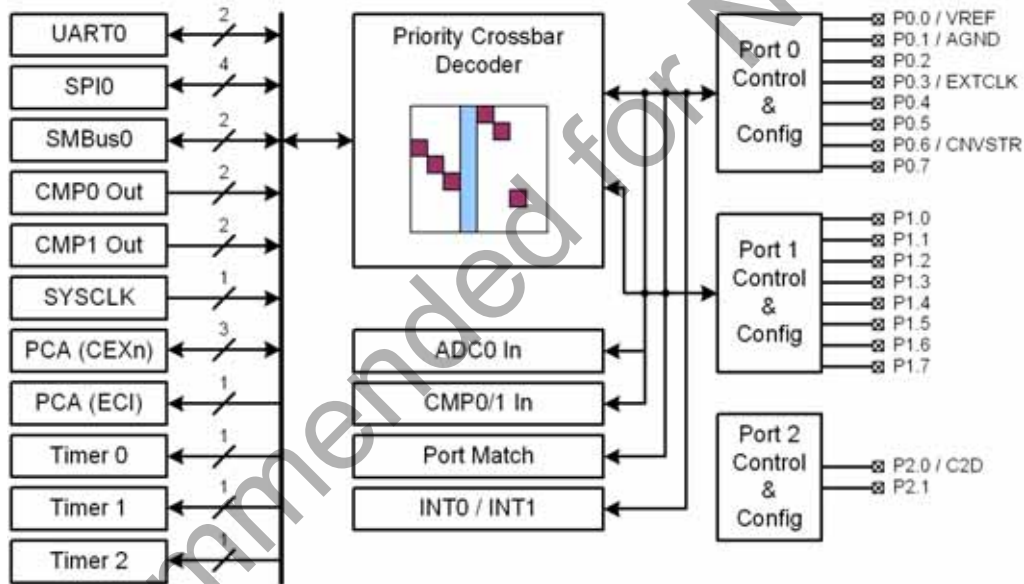 UART0
2
SPI0
4
SMBus0
2
CMP0 Out
2
CMP1 Out
2
SYSCLK
1
PCA (CEXn)
3
PCA (ECI)
1
Timer 0
1
Timer 1
1
Timer 2
1
Priority Crossbar
Decoder
ADC0 In
CMP0/1 In
Port Match
INT0 / INT1
Port 0
Control
&
Config
P0.0 / VREF
P0.1 / AGND
P0.2
P0.3 / EXTCLK
P0.4
P0.5
P0.6 / CNVSTR
P0.7
Port 1
Control
&
Config
P1.0
P1.1
P1.2
P1.3
P1.4
P1.5
P1.6
P1.7
Port 2
Control
&
Config
P2.0 / C2D
P2.1